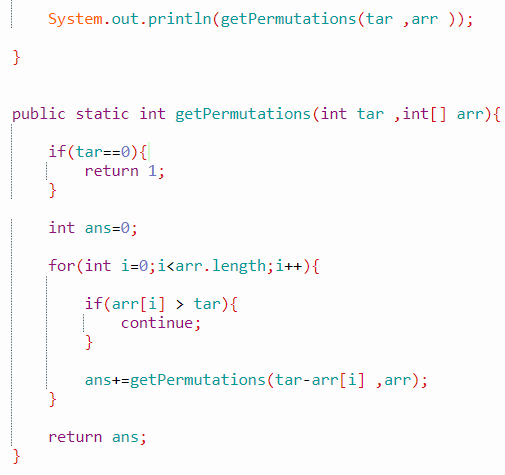 System.out.println(getPermutations(tar ,arr ));
}
public static int getPermutations(int tar ,int[] arr){
if(tar==0){
return 1;
}
int ans=0;
for(int i=0;i<arr.length;i++){
if(arr[i] > tar){
continue;
}
ans+=getPermutations(tar-arr[i] ,arr);
}
return ans;
}